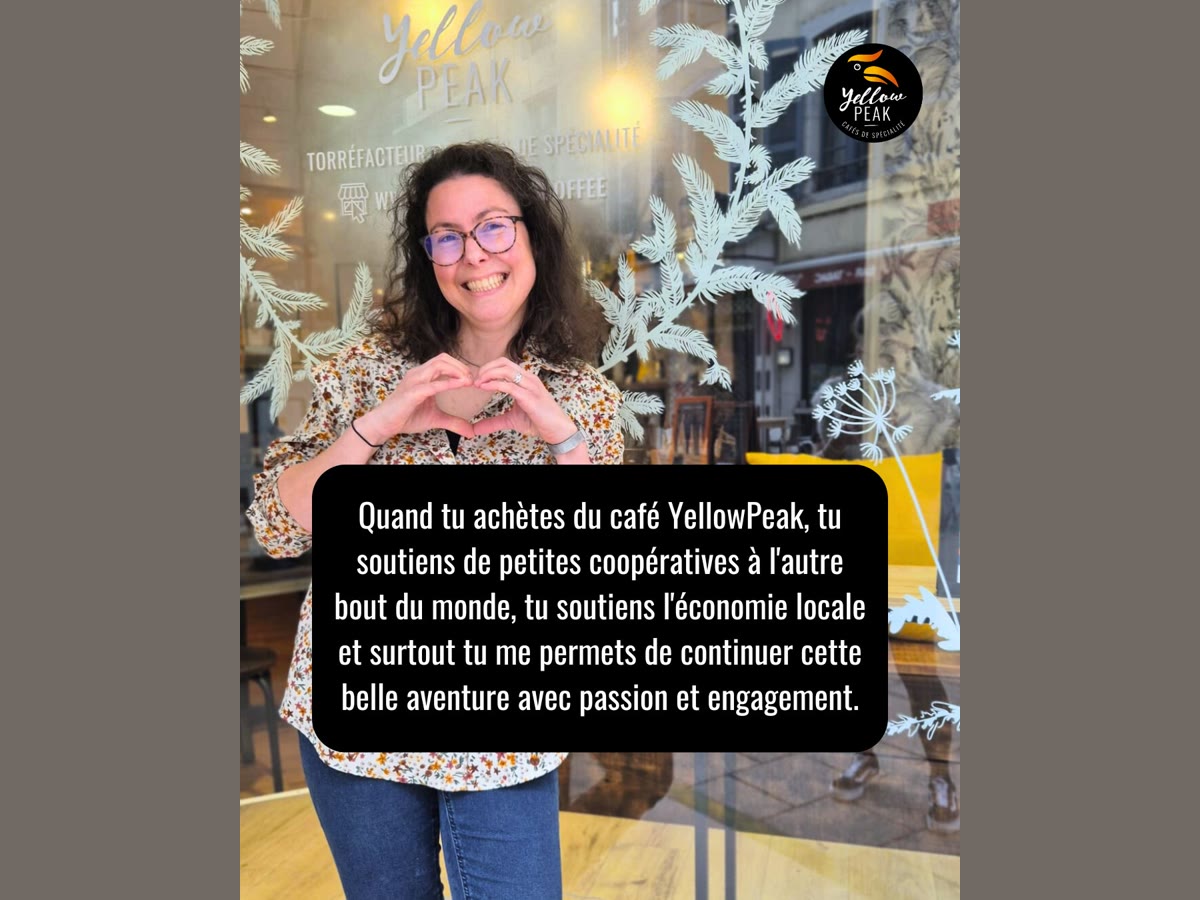 Yellow
PEAK
TORRÉFACTEUR DE SPÉCIALITÉ
Yellow
PEAK
CAFÉS DE SPÉCIALITÉ
Quand tu achètes du café YellowPeak, tu
soutiens de petites coopératives à l'autre
bout du monde, tu soutiens l'économie locale
et surtout tu me permets de continuer cette
belle aventure avec passion et engagement.